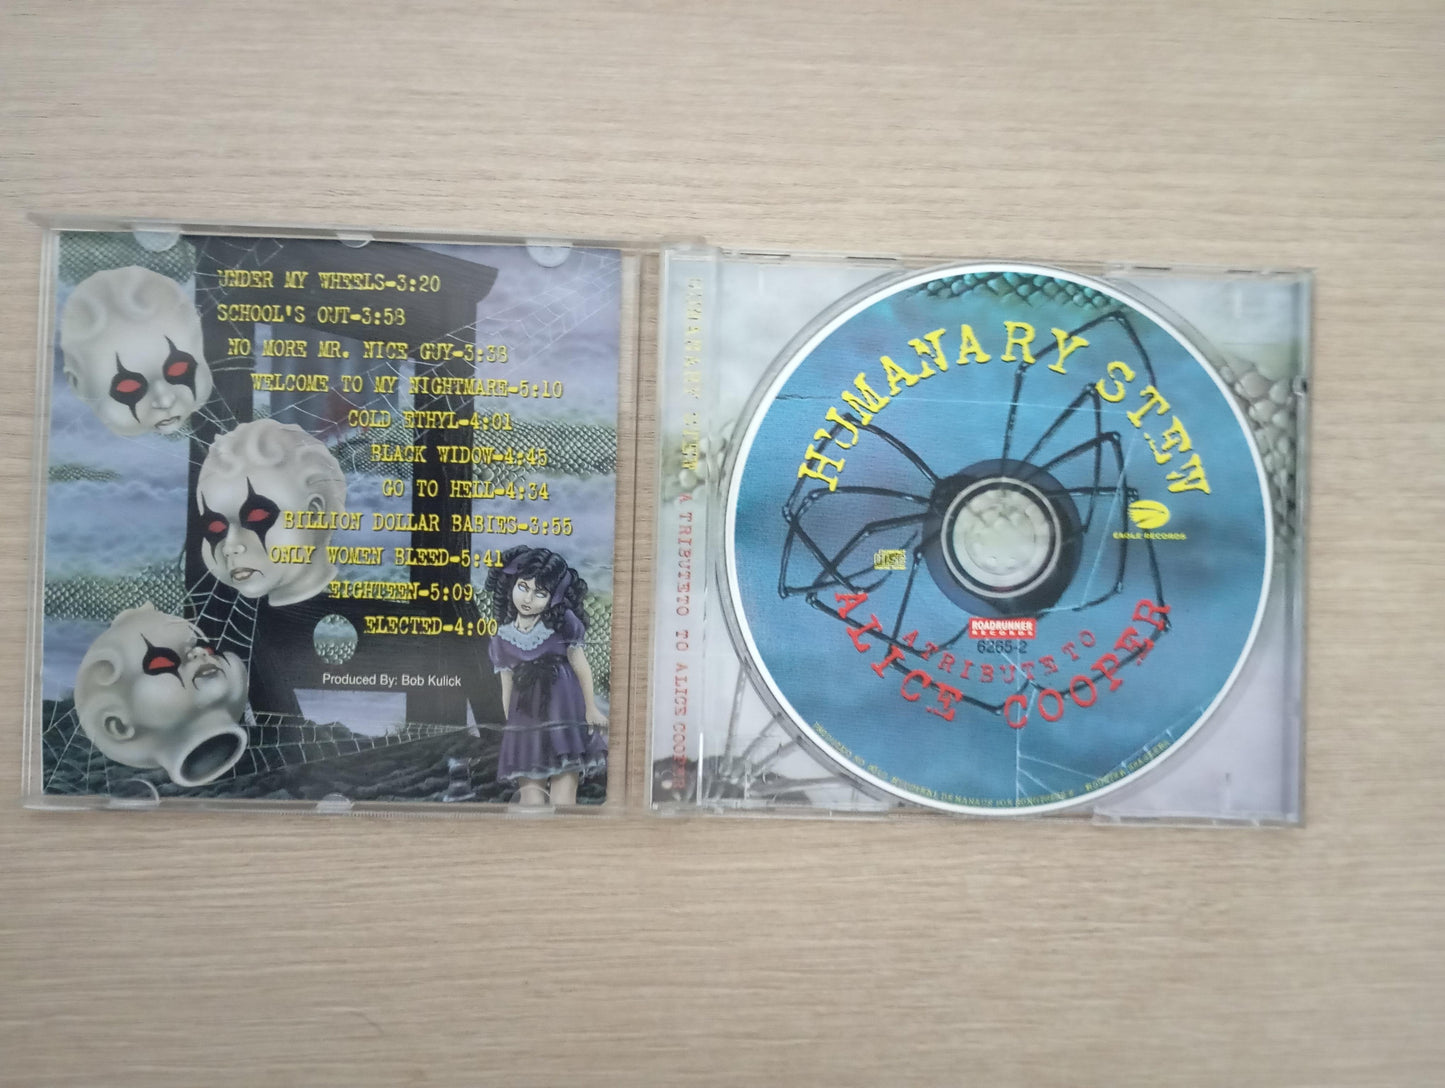 UNDER MY WHEELS-3:20
SCHOOL'S OUT-3:58
NO MORE MR. NICE GUY-3:38
WELCOME TO MY NIGHTMARE-5:10
COLD ETHYL-4:01
BLACK WIDOW-4:45
GO TO HELL-4:34
BILLION DOLLAR BABIES-3:55
ONLY WOMEN BLEED-5:41
EIGHTEEN-5:09
ELECTED-4:00
Produced By: Bob Kulick
HUMANARY STEW A TRIBUTETO TO ALICE COOPER
HUMANARY STEW
EAGLE RECORDS
DISC
ROADRUNNER
RECORDS
6265-2
A TRIBUTE TO
ALICE COOPER